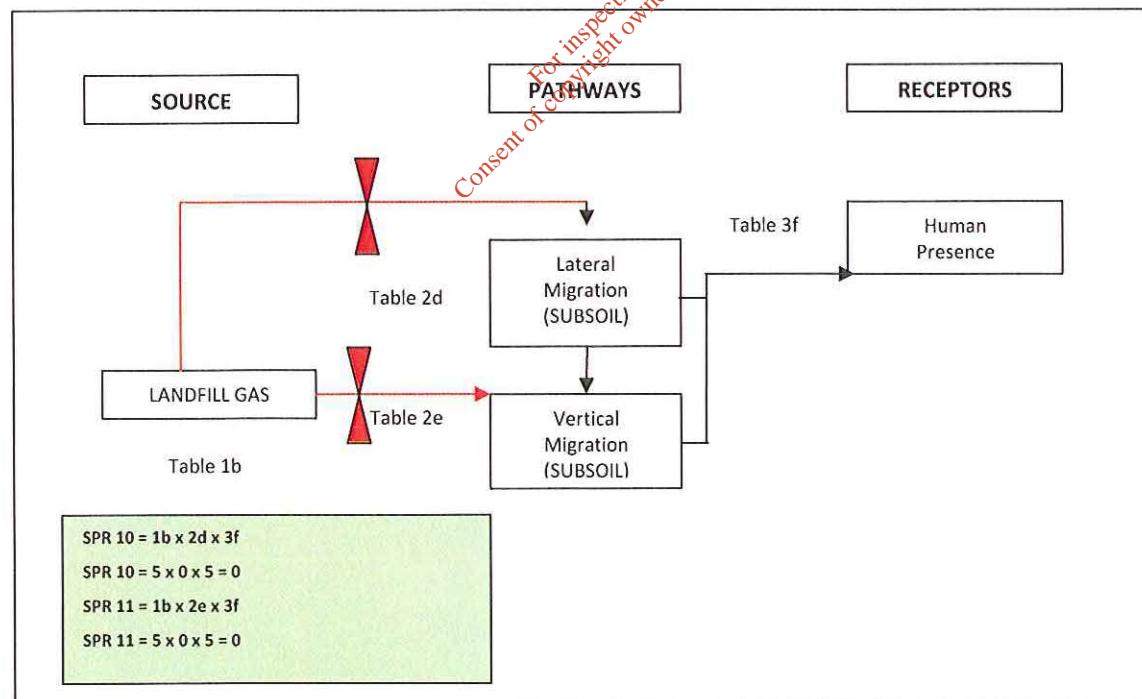 For inspecti
Consent of copyright owne
SOURCE
PATHWAYS
RECEPTORS
Table 3f
Human
Presence
Lateral
Migration
(SUBSOIL)
Table 2d
LANDFILL GAS
Table 2e
Vertical
Migration
(SUBSOIL)
Table 1b
SPR 10 = 1b x 2d x 3f
SPR 10 = 5 x 0 x 5 = 0
SPR 11 = 1b x 2e x 3f
SPR 11 = 5 x 0 x 5 = 0